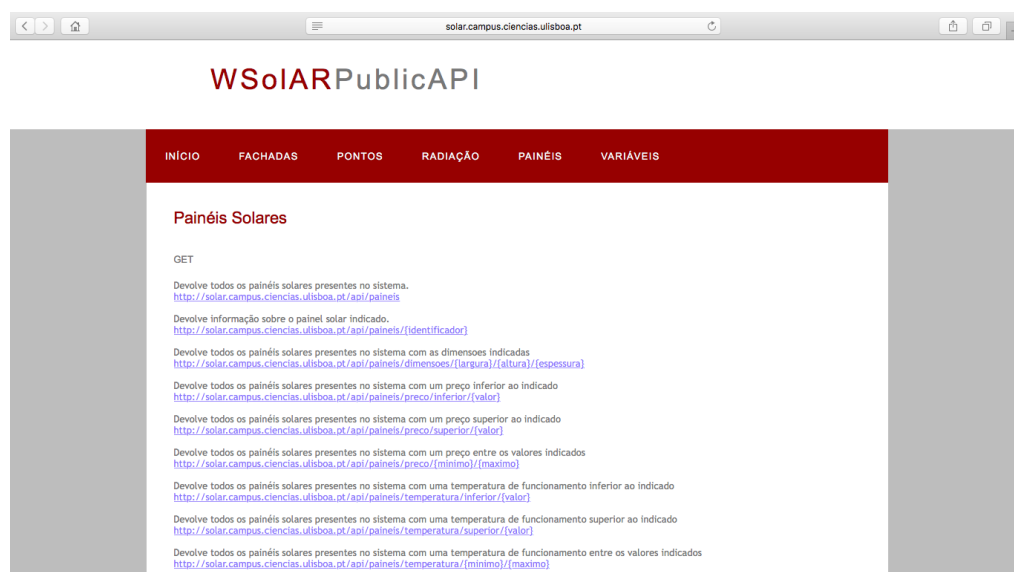 solar.campus.ciencias.ulisboa.pt
WSolARPublicAPI
INÍCIO FACHADAS PONTOS RADIAÇÃO PAINÉIS VARIÁVEIS
Painéis Solares
GET
Devolve todos os painéis solares presentes no sistema.
http://solar.campus.ciencias.ulisboa.pt/api/paineis
Devolve informação sobre o painel solar indicado.
http://solar.campus.ciencias.ulisboa.pt/api/paineis/{identificador}
Devolve todos os painéis solares presentes no sistema com as dimensoes indicadas
http://solar.campus.ciencias.ulisboa.pt/api/paineis/dimensoes/{largura}/{altura}/{espessura}
Devolve todos os painéis solares presentes no sistema com um preço inferior ao indicado
http://solar.campus.ciencias.ulisboa.pt/api/paineis/preco/inferior/{valor}
Devolve todos os painéis solares presentes no sistema com um preço superior ao indicado
http://solar.campus.ciencias.ulisboa.pt/api/paineis/preco/superior/{valor}
Devolve todos os painéis solares presentes no sistema com um preço entre os valores indicados
http://solar.campus.ciencias.ulisboa.pt/api/paineis/preco/{minimo}/{maximo}
Devolve todos os painéis solares presentes no sistema com uma temperatura de funcionamento inferior ao indicado
http://solar.campus.ciencias.ulisboa.pt/api/paineis/temperatura/inferior/{valor}
Devolve todos os painéis solares presentes no sistema com uma temperatura de funcionamento superior ao indicado
http://solar.campus.ciencias.ulisboa.pt/api/paineis/temperatura/superior/{valor}
Devolve todos os painéis solares presentes no sistema com uma temperatura de funcionamento entre os valores indicados
http://solar.campus.ciencias.ulisboa.pt/api/paineis/temperatura/{minimo}/{maximo}